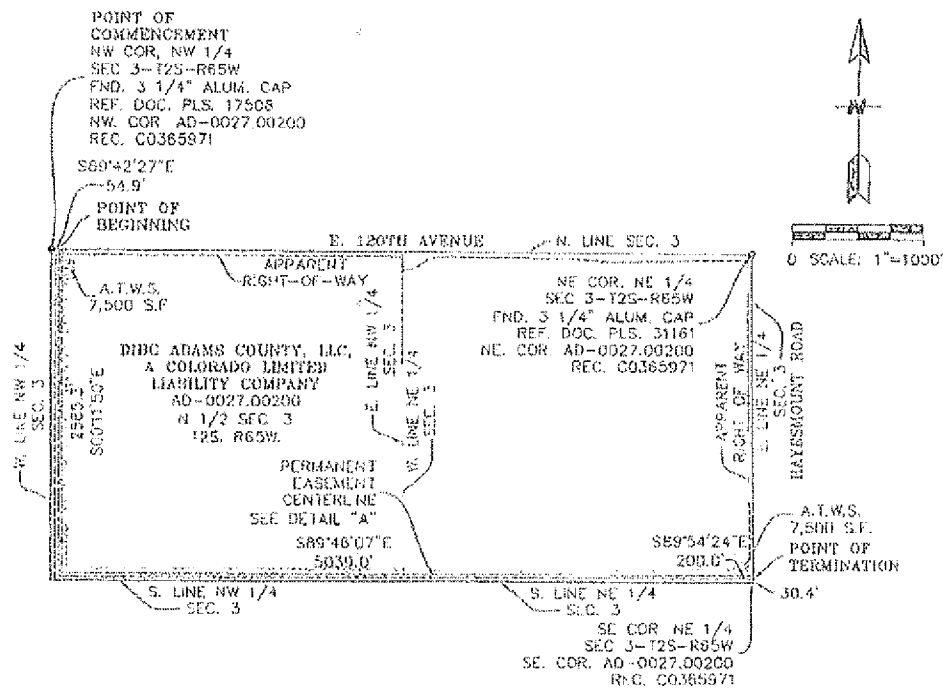 POINT OF
COMMENCEMENT
NW COR, NW 1/4
SEC 3-T2S-R65W
FND. 3 1/4" ALUM. CAP
REF. DOC. PLS. 17508
NW. COR AD-0027.00200
REC. C0365971
S89°42'27"E
54.9'
POINT OF
BEGINNING
E. 120TH AVENUE
N. LINE SEC. 3
APPARENT
RIGHT-OF-WAY
A.T.W.S.
7,500 S.F.
0 SCALE: 1"=1000'
NE COR. NE 1/4
SEC 3-T2S-R65W
FND. 3 1/4" ALUM. CAP
REF. DOC. PLS. 31161
NE. COR. AD-0027.00200
REC. C0365971
DIBC ADAMS COUNTY, LLC,
A COLORADO LIMITED
LIABILITY COMPANY
AD-0027.00200
N 1/2 SEC. 3
T2S, R65W.
E. LINE NW 1/4
SEC. 3
W. LINE NE 1/4
SEC. 3
W. LINE NW 1/4
SEC. 3
S00°11'50"E
APPARENT
RIGHT OF WAY
E. LINE NE 1/4
SEC. 3
HAYESMOUNT ROAD
PERMANENT
EASEMENT
CENTERLINE
SEE DETAIL "A"
S89°46'07"E
5039.0'
S89°54'24"E
200.0'
A.T.W.S.
7,500 S.F.
POINT OF
TERMINATION
30.4'
S. LINE NW 1/4
SEC. 3
S. LINE NE 1/4
SEC. 3
SE COR NE 1/4
SEC 3-T2S-R65W
SE. COR. AD-0027.00200
REC. C0365971